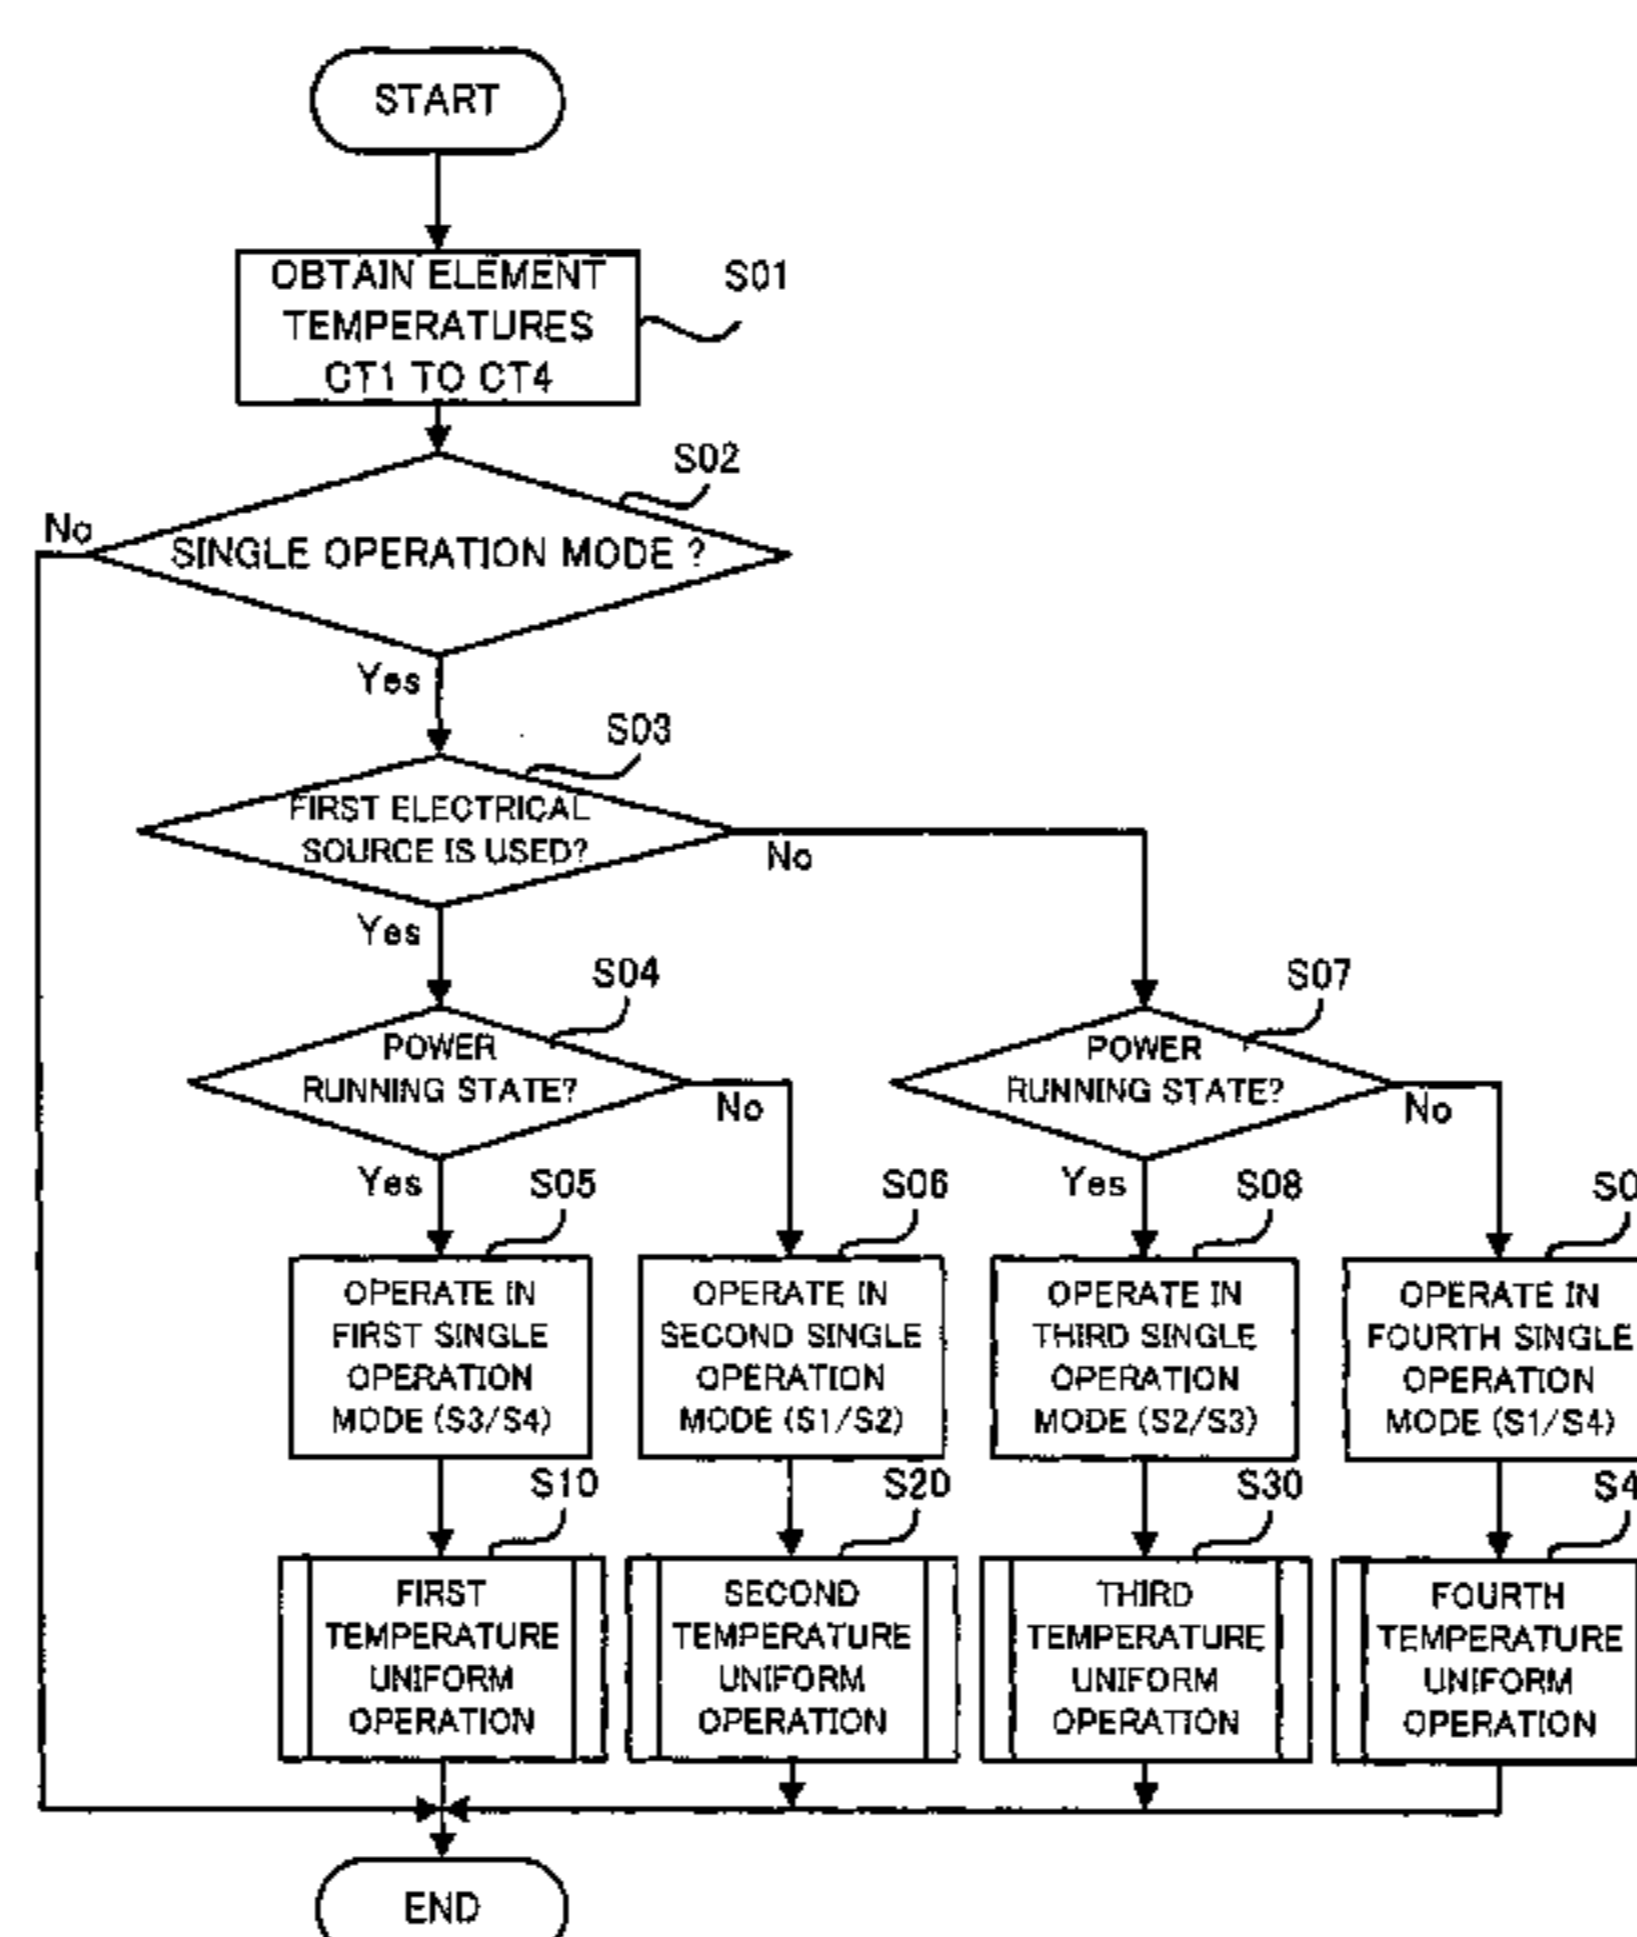 START
OBTAIN ELEMENT
TEMPERATURES
CT1 TO CT4
S01
S02
No
SINGLE OPERATION MODE ?
Yes
S03
FIRST ELECTRICAL
SOURCE IS USED?
No
Yes
S04
POWER
RUNNING STATE?
No
Yes
S07
POWER
RUNNING STATE?
No
Yes
S05
OPERATE IN
FIRST SINGLE
OPERATION
MODE (S3/S4)
S06
OPERATE IN
SECOND SINGLE
OPERATION
MODE (S1/S2)
S08
OPERATE IN
THIRD SINGLE
OPERATION
MODE (S2/S3)
S0
OPERATE IN
FOURTH SINGLE
OPERATION
MODE (S1/S4)
S10
FIRST
TEMPERATURE
UNIFORM
OPERATION
S20
SECOND
TEMPERATURE
UNIFORM
OPERATION
S30
THIRD
TEMPERATURE
UNIFORM
OPERATION
S4
FOURTH
TEMPERATURE
UNIFORM
OPERATION
END